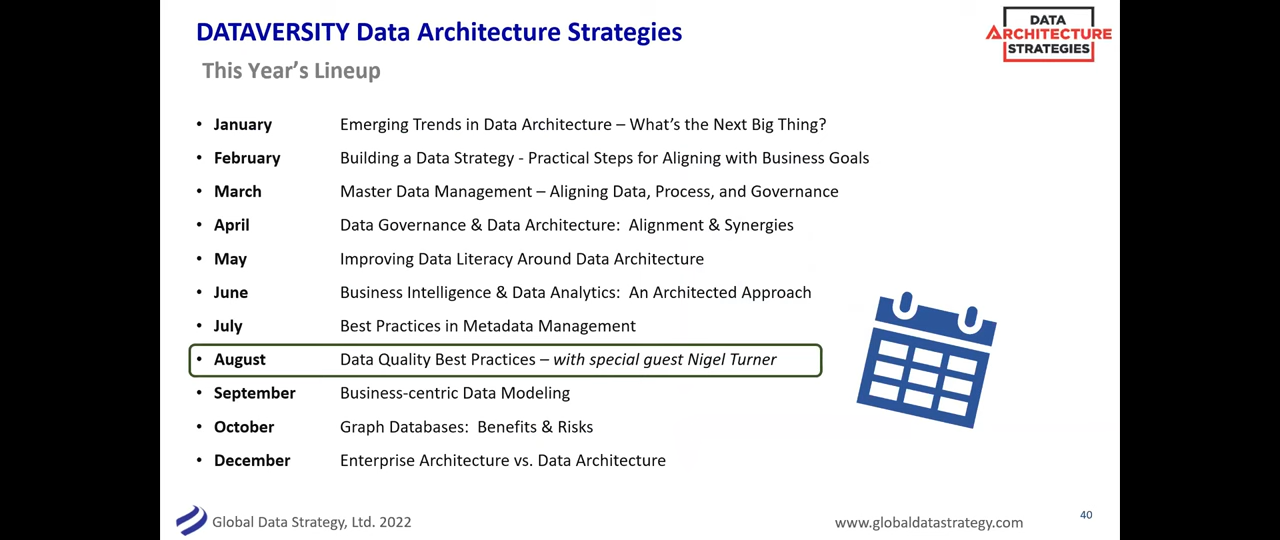 DATAVERSITY Data Architecture Strategies
DATA
ARCHITECTURE
STRATEGIES
This Year's Lineup
• January Emerging Trends in Data Architecture – What's the Next Big Thing?
• February Building a Data Strategy - Practical Steps for Aligning with Business Goals
• March Master Data Management – Aligning Data, Process, and Governance
• April Data Governance & Data Architecture: Alignment & Synergies
• May Improving Data Literacy Around Data Architecture
• June Business Intelligence & Data Analytics: An Architected Approach
• July Best Practices in Metadata Management
• August Data Quality Best Practices – with special guest Nigel Turner
• September Business-centric Data Modeling
• October Graph Databases: Benefits & Risks
• December Enterprise Architecture vs. Data Architecture
Global Data Strategy, Ltd. 2022
www.globaldatastrategy.com
40